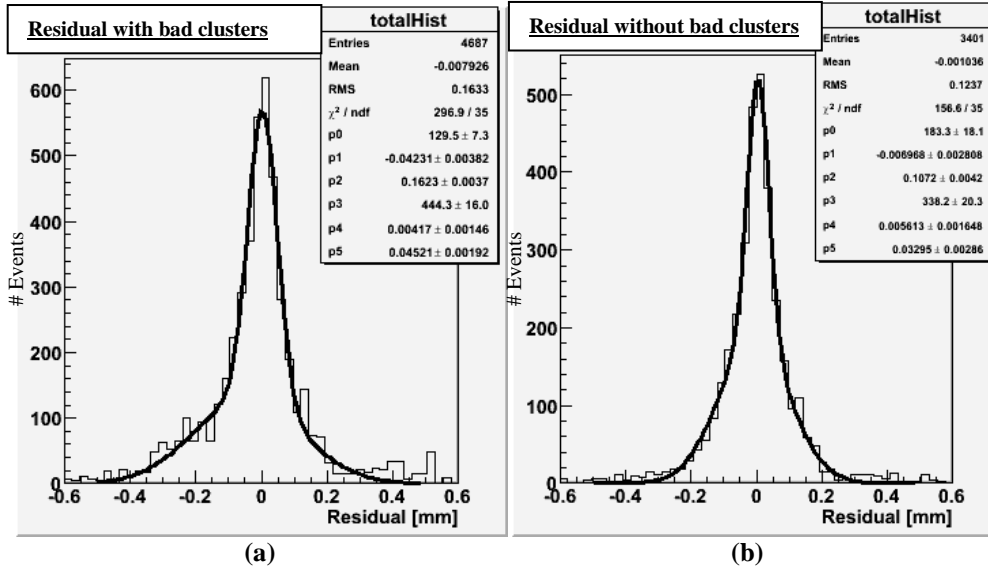 Residual with bad clusters
totalHist
Entries 4687
Mean -0.007926
RMS 0.1633
χ² / ndf 296.9 / 35
p0 129.5 ± 7.3
p1 -0.04231 ± 0.00382
p2 0.1623 ± 0.0037
p3 444.3 ± 16.0
p4 0.00417 ± 0.00146
p5 0.04521 ± 0.00192
# Events
600
500
400
300
200
100
0
-0.6 -0.4 -0.2 0 0.2 0.4 0.6
Residual [mm]
(a)
Residual without bad clusters
totalHist
Entries 3401
Mean -0.001036
RMS 0.1237
χ² / ndf 156.6 / 35
p0 183.3 ± 18.1
p1 -0.006968 ± 0.002808
p2 0.1072 ± 0.0042
p3 338.2 ± 20.3
p4 0.005613 ± 0.001648
p5 0.03295 ± 0.00286
# Events
500
400
300
200
100
0
-0.6 -0.4 -0.2 0 0.2 0.4 0.6
Residual [mm]
(b)